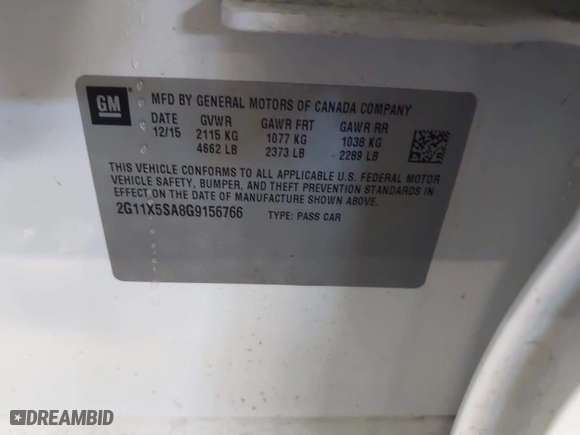 GM
MFD BY GENERAL MOTORS OF CANADA COMPANY
DATE GVWR GAWR FRT GAWR RR
12/15 2115 KG 1077 KG 1038 KG
4662 LB 2373 LB 2289 LB
THIS VEHICLE CONFORMS TO ALL APPLICABLE U.S. FEDERAL MOTOR
VEHICLE SAFETY, BUMPER, AND THEFT PREVENTION STANDARDS IN
EFFECT ON THE DATE OF MANUFACTURE SHOWN ABOVE.
2G11X5SA8G9156766 TYPE: PASS CAR
DREAMBID